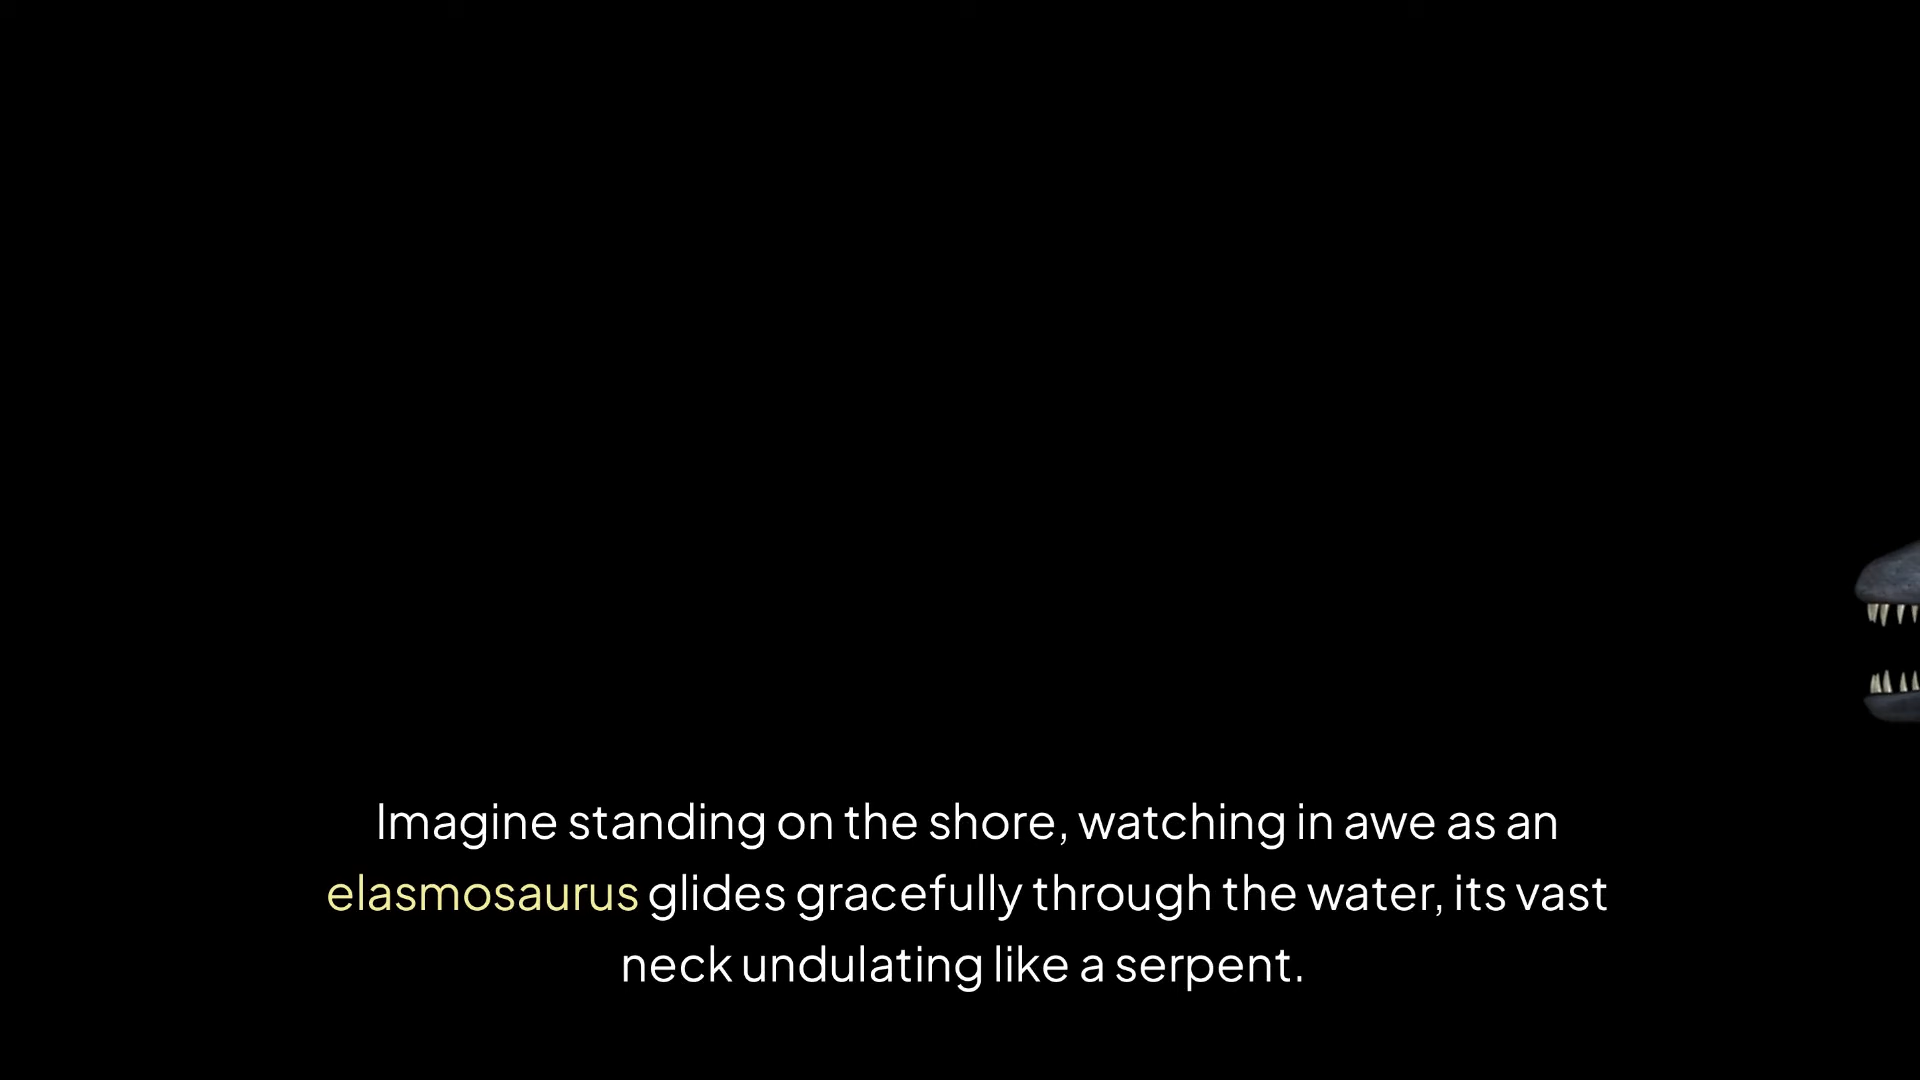 Imagine standing on the shore, watching in awe as an
elasmosaurus glides gracefully through the water, its vast
neck undulating like a serpent.